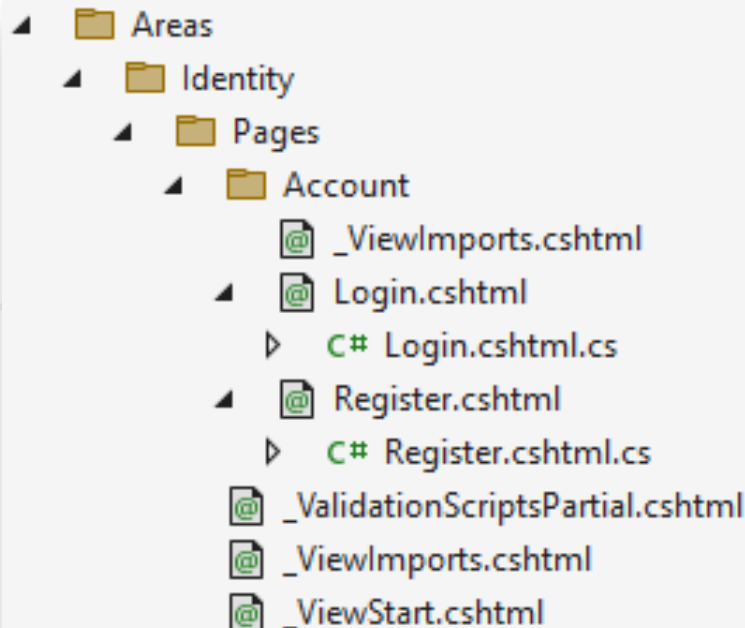 Areas
Identity
Pages
Account
@ _ViewImports.cshtml
@ Login.cshtml
C# Login.cshtml.cs
@ Register.cshtml
C# Register.cshtml.cs
@ _ValidationScriptsPartial.cshtml
@ _ViewImports.cshtml
@ _ViewStart.cshtml